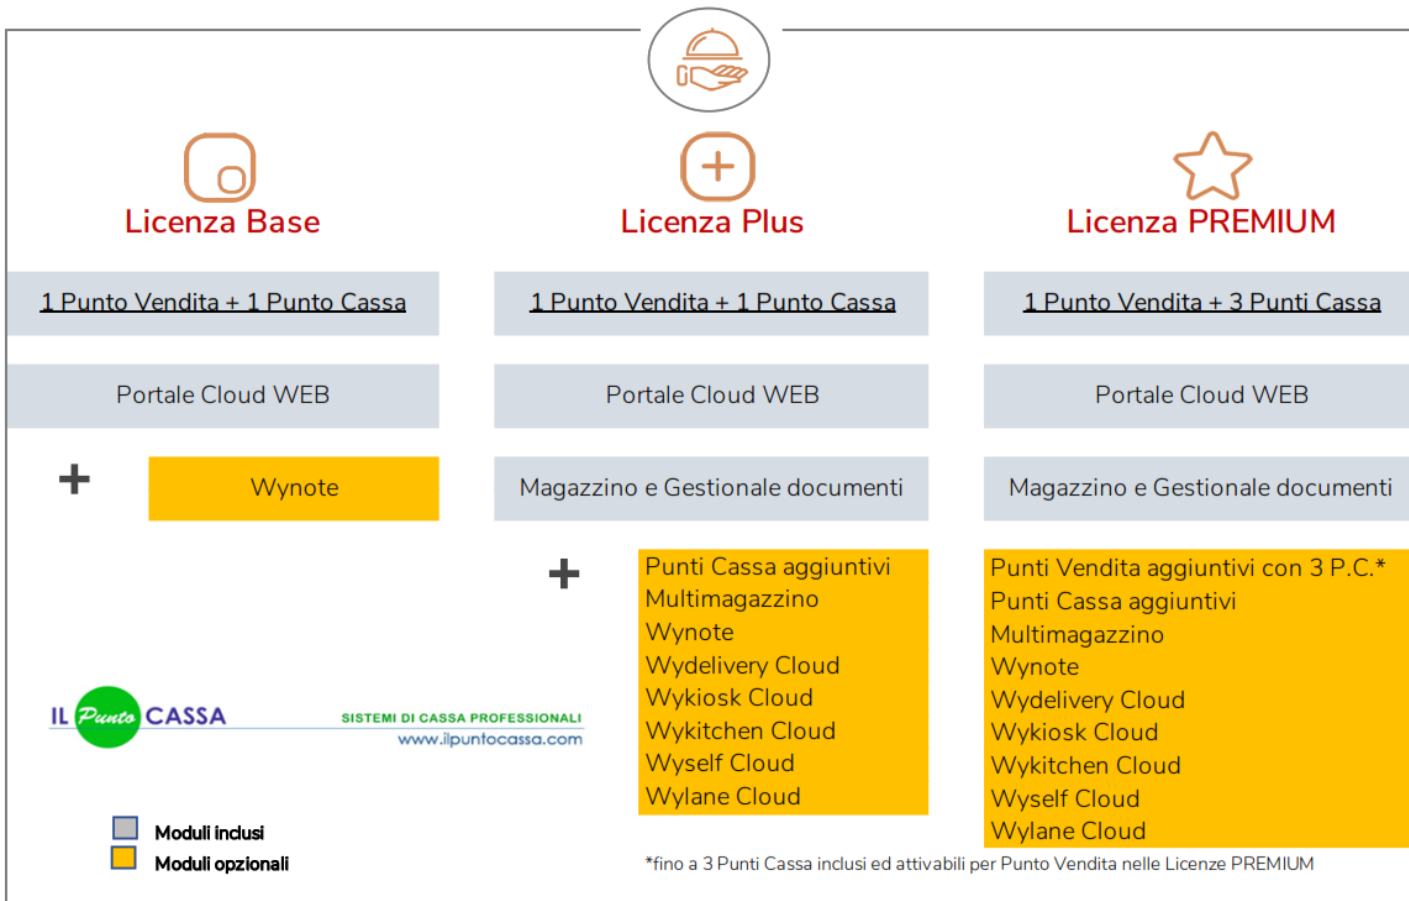 Licenza Base
1 Punto Vendita + 1 Punto Cassa
Portale Cloud WEB
+
Wynote
Licenza Plus
1 Punto Vendita + 1 Punto Cassa
Portale Cloud WEB
Magazzino e Gestionale documenti
+
Punti Cassa aggiuntivi
Multimagazzino
Wynote
Wydelivery Cloud
Wykiosk Cloud
Wykitchen Cloud
Wyself Cloud
Wylane Cloud
Licenza PREMIUM
1 Punto Vendita + 3 Punti Cassa
Portale Cloud WEB
Magazzino e Gestionale documenti
Punti Vendita aggiuntivi con 3 P.C.*
Punti Cassa aggiuntivi
Multimagazzino
Wynote
Wydelivery Cloud
Wykiosk Cloud
Wykitchen Cloud
Wyself Cloud
Wylane Cloud
IL Punto CASSA
SISTEMI DI CASSA PROFESSIONALI
www.ilpuntocassa.com
Moduli inclusi
Moduli opzionali
*fino a 3 Punti Cassa inclusi ed attivabili per Punto Vendita nelle Licenze PREMIUM